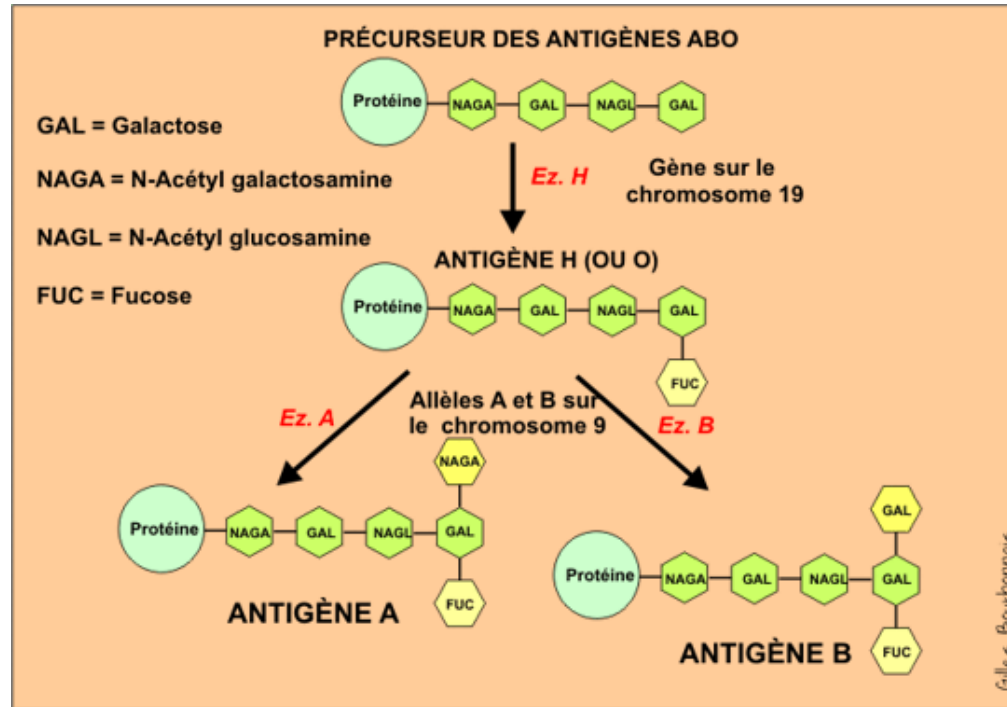 PRÉCURSEUR DES ANTIGÈNES ABO
Protéine NAGA GAL NAGL GAL
GAL = Galactose
NAGA = N-Acétyl galactosamine
NAGL = N-Acétyl glucosamine
FUC = Fucose
Ez. H
Gène sur le
chromosome 19
ANTIGÈNE H (OU O)
Protéine NAGA GAL NAGL GAL
FUC
Ez. A
Allèles A et B sur
le chromosome 9
Ez. B
NAGA
Protéine NAGA GAL NAGL GAL
FUC
ANTIGÈNE A
GAL
Protéine NAGA GAL NAGL GAL
FUC
ANTIGÈNE B
Gilles Bourbonnais